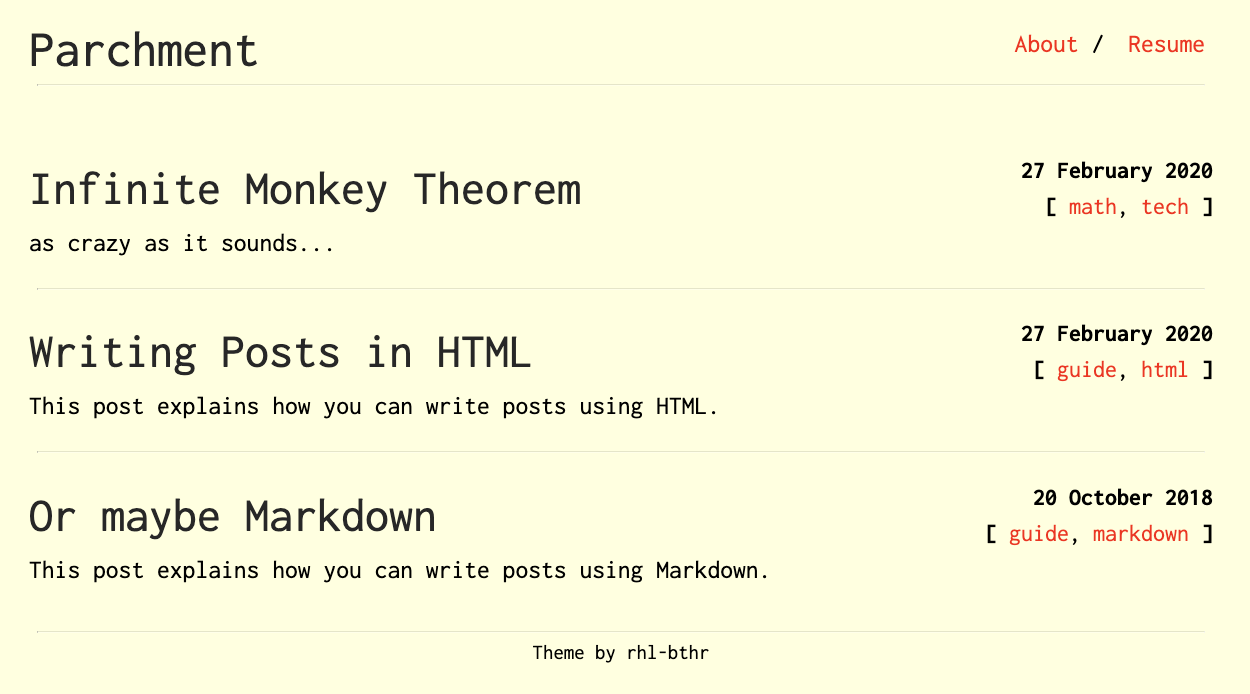 Parchment
About / Resume
Infinite Monkey Theorem
27 February 2020
[ math, tech ]
as crazy as it sounds...
Writing Posts in HTML
27 February 2020
[ guide, html ]
This post explains how you can write posts using HTML.
Or maybe Markdown
20 October 2018
[ guide, markdown ]
This post explains how you can write posts using Markdown.
Theme by rhl-bthr